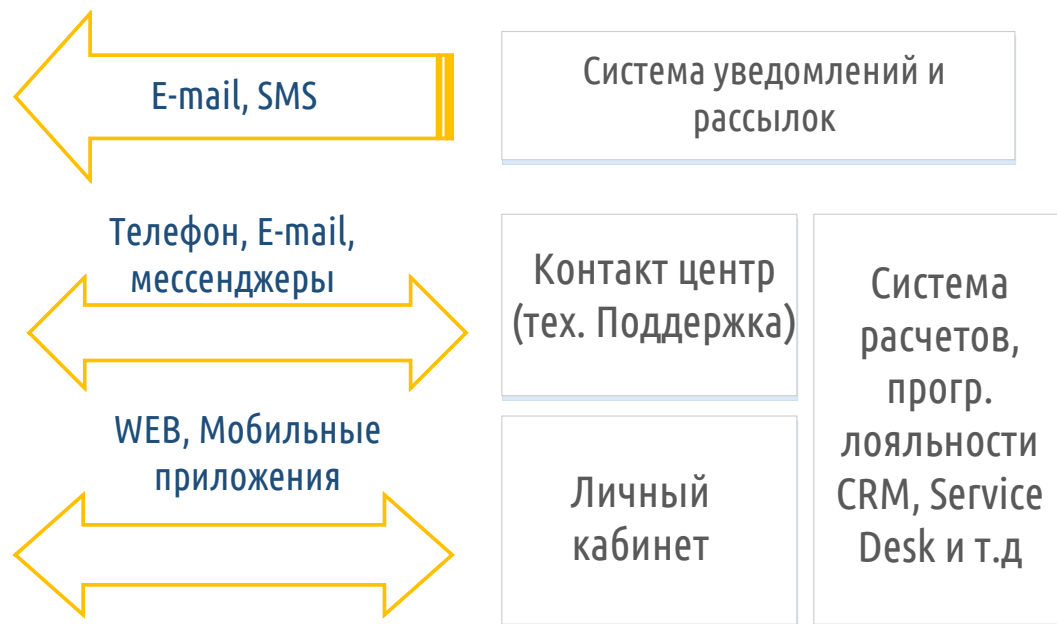 E-mail, SMS
Система уведомлений и
рассылок
Телефон, E-mail,
мессенджеры
Контакт центр
(тех. Поддержка)
Система
расчетов,
прогр.
лояльности
CRM, Service
Desk и т.д
WEB, Мобильные
приложения
Личный
кабинет